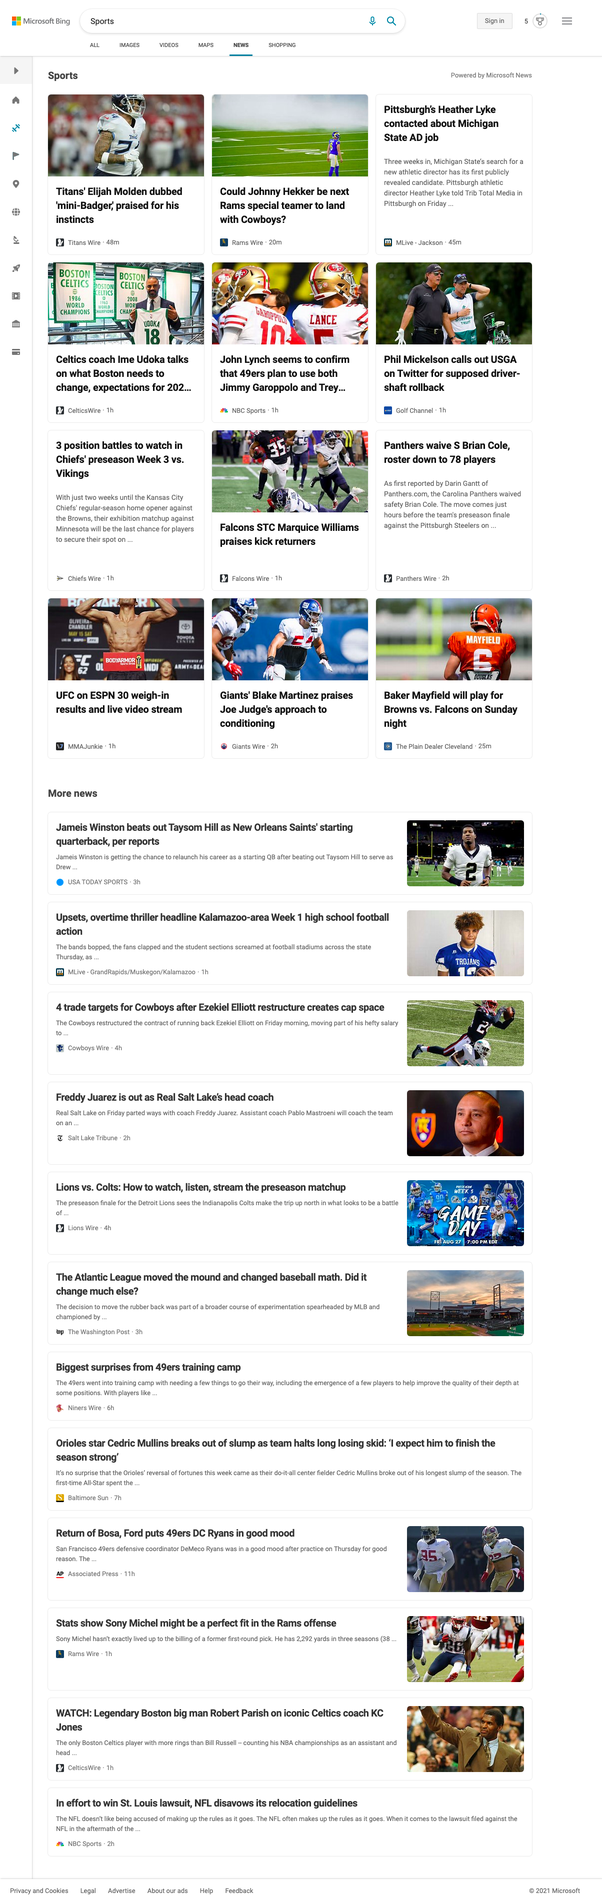 Microsoft Bing
Sports
Sign in
5
ALL
IMAGES
VIDEOS
MAPS
NEWS
SHOPPING
Sports
Powered by Microsoft News
Titans' Elijah Molden dubbed
'mini-Badger,' praised for his
instincts
Titans Wire · 48m
Could Johnny Hekker be next
Rams special teamer to land
with Cowboys?
Rams Wire · 20m
Pittsburgh's Heather Lyke
contacted about Michigan
State AD job
Three weeks in, Michigan State's search for a
new athletic director has its first publicly
revealed candidate. Pittsburgh athletic
director Heather Lyke told Trib Total Media in
Pittsburgh on Friday ...
MLive - Jackson · 45m
BOSTON
CELTICS
1986
WORLD
CHAMPIONS
BOSTON
CELTICS
BOSTON
CELTICS
2008
WORLD
CHAMPIONS
UDOKA
18
Celtics coach Ime Udoka talks
on what Boston needs to
change, expectations for 202...
CelticsWire · 1h
GAROPPOLO
10
LANCE
5
John Lynch seems to confirm
that 49ers plan to use both
Jimmy Garoppolo and Trey...
NBC Sports · 1h
Phil Mickelson calls out USGA
on Twitter for supposed driver-
shaft rollback
Golf Channel · 1h
3 position battles to watch in
Chiefs' preseason Week 3 vs.
Vikings
With just two weeks until the Kansas City
Chiefs' regular-season home opener against
the Browns, their exhibition matchup against
Minnesota will be the last chance for players
to secure their spot on ...
Chiefs Wire · 1h
35
Falcons STC Marquice Williams
praises kick returners
Falcons Wire · 1h
Panthers waive S Brian Cole,
roster down to 78 players
As first reported by Darin Gantt of
Panthers.com, the Carolina Panthers waived
safety Brian Cole. The move comes just
hours before the team's preseason finale
against the Pittsburgh Steelers on ...
Panthers Wire · 2h
CHANDLER
TOYOTA
BODYARMOR
62
UFC on ESPN 30 weigh-in
results and live video stream
MMAJunkie · 1h
Giants' Blake Martinez praises
Joe Judge's approach to
conditioning
Giants Wire · 2h
MAYFIELD
6
Baker Mayfield will play for
Browns vs. Falcons on Sunday
night
The Plain Dealer Cleveland · 25m
More news
Jameis Winston beats out Taysom Hill as New Orleans Saints' starting
quarterback, per reports
Jameis Winston is getting the chance to relaunch his career as a starting QB after beating out Taysom Hill to serve as
Drew ...
USA TODAY SPORTS · 3h
2
Upsets, overtime thriller headline Kalamazoo-area Week 1 high school football
action
The bands bopped, the fans clapped and the student sections screamed at football stadiums across the state
Thursday, as ...
MLive - GrandRapids/Muskegon/Kalamazoo · 1h
TROJANS
4 trade targets for Cowboys after Ezekiel Elliott restructure creates cap space
The Cowboys restructured the contract of running back Ezekiel Elliott on Friday morning, moving part of his hefty salary
to ...
Cowboys Wire · 4h
Freddy Juarez is out as Real Salt Lake's head coach
Real Salt Lake on Friday parted ways with coach Freddy Juarez. Assistant coach Pablo Mastroeni will coach the team
on an ...
Salt Lake Tribune · 2h
Lions vs. Colts: How to watch, listen, stream the preseason matchup
The preseason finale for the Detroit Lions sees the Indianapolis Colts make the trip up north in what looks to be a battle
of ...
Lions Wire · 4h
GAME
DAY
FRI AUG 27 7:00 PM EDT
The Atlantic League moved the mound and changed baseball math. Did it
change much else?
The decision to move the rubber back was part of a broader course of experimentation spearheaded by MLB and
championed by ...
wp The Washington Post · 3h
Biggest surprises from 49ers training camp
The 49ers went into training camp with needing a few things to go their way, including the emergence of a few players to help improve the quality of their depth at
some positions. With players like ...
Niners Wire · 6h
Orioles star Cedric Mullins breaks out of slump as team halts long losing skid: 'I expect him to finish the
season strong'
It's no surprise that the Orioles' reversal of fortunes this week came as their do-it-all center fielder Cedric Mullins broke out of his longest slump of the season. The
first-time All-Star spent the ...
Baltimore Sun · 7h
Return of Bosa, Ford puts 49ers DC Ryans in good mood
San Francisco 49ers defensive coordinator DeMeco Ryans was in a good mood after practice on Thursday for good
reason. The ...
AP Associated Press · 11h
95
Stats show Sony Michel might be a perfect fit in the Rams offense
Sony Michel hasn't exactly lived up to the billing of a former first-round pick. He has 2,292 yards in three seasons (38 ...
Rams Wire · 1h
26
WATCH: Legendary Boston big man Robert Parish on iconic Celtics coach KC
Jones
The only Boston Celtics player with more rings than Bill Russell – counting his NBA championships as an assistant and
head ...
CelticsWire · 1h
In effort to win St. Louis lawsuit, NFL disavows its relocation guidelines
The NFL doesn't like being accused of making up the rules as it goes. The NFL often makes up the rules as it goes. When it comes to the lawsuit filed against the
NFL in the aftermath of the ...
NBC Sports · 2h
Privacy and Cookies
Legal
Advertise
About our ads
Help
Feedback
© 2021 Microsoft